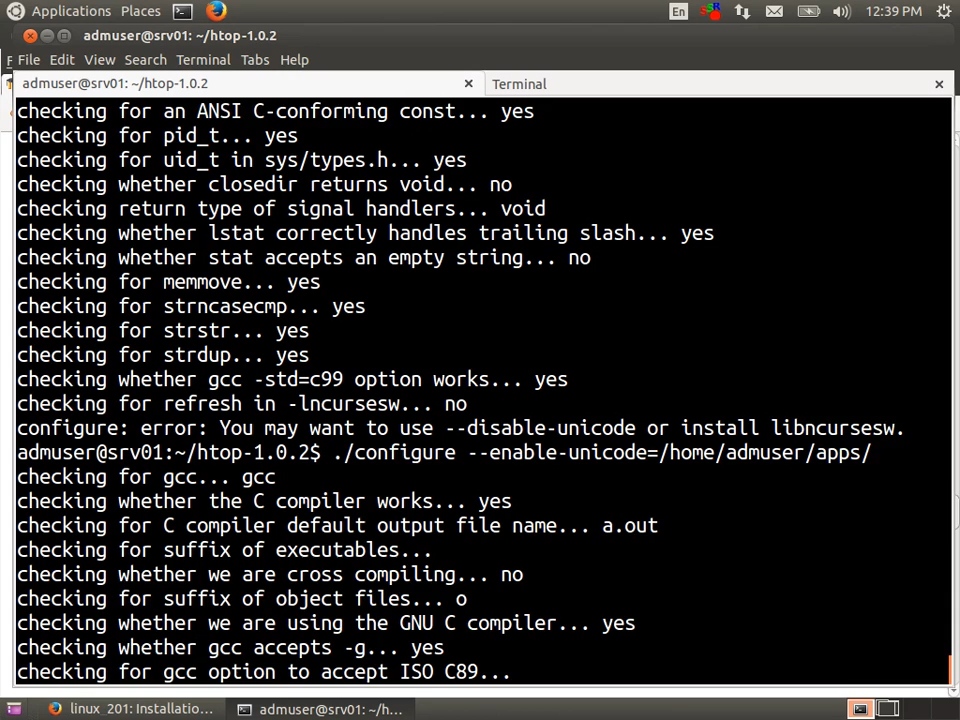 Applications Places En 12:39 PM
admuser@srv01: ~/htop-1.0.2
File Edit View Search Terminal Tabs Help
admuser@srv01: ~/htop-1.0.2 × Terminal ×
checking for an ANSI C-conforming const... yes
checking for pid_t... yes
checking for uid_t in sys/types.h... yes
checking whether closedir returns void... no
checking return type of signal handlers... void
checking whether lstat correctly handles trailing slash... yes
checking whether stat accepts an empty string... no
checking for memmove... yes
checking for strncasecmp... yes
checking for strstr... yes
checking for strdup... yes
checking whether gcc -std=c99 option works... yes
checking for refresh in -lncursesw... no
configure: error: You may want to use --disable-unicode or install libncursesw.
admuser@srv01:~/htop-1.0.2$ ./configure --enable-unicode=/home/admuser/apps/
checking for gcc... gcc
checking whether the C compiler works... yes
checking for C compiler default output file name... a.out
checking for suffix of executables...
checking whether we are cross compiling... no
checking for suffix of object files... o
checking whether we are using the GNU C compiler... yes
checking whether gcc accepts -g... yes
checking for gcc option to accept ISO C89...
linux_201: Installatio... admuser@srv01: ~/h...